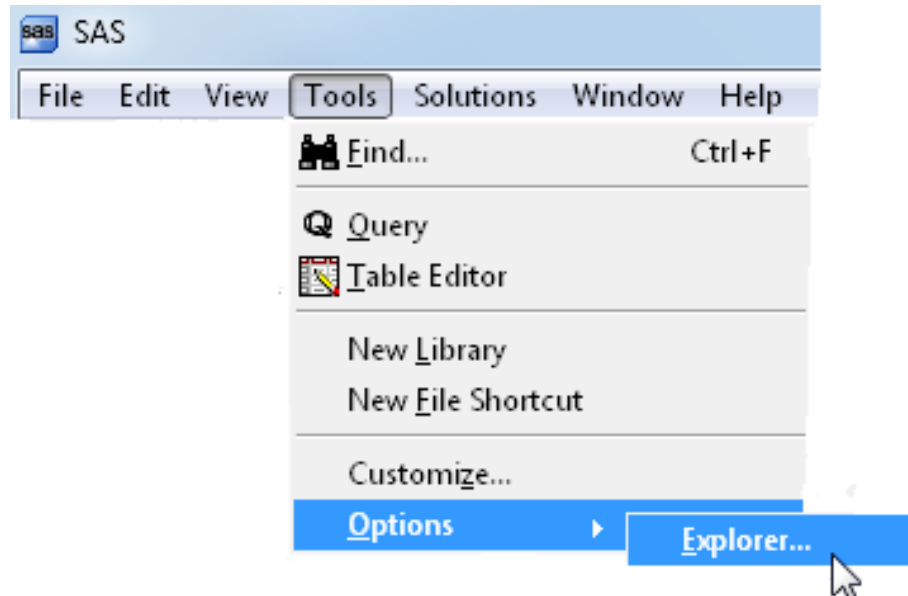 sas SAS
File Edit View Tools Solutions Window Help
Find... Ctrl+F
Q Query
Table Editor
New Library
New File Shortcut
Customize...
Options
Explorer...